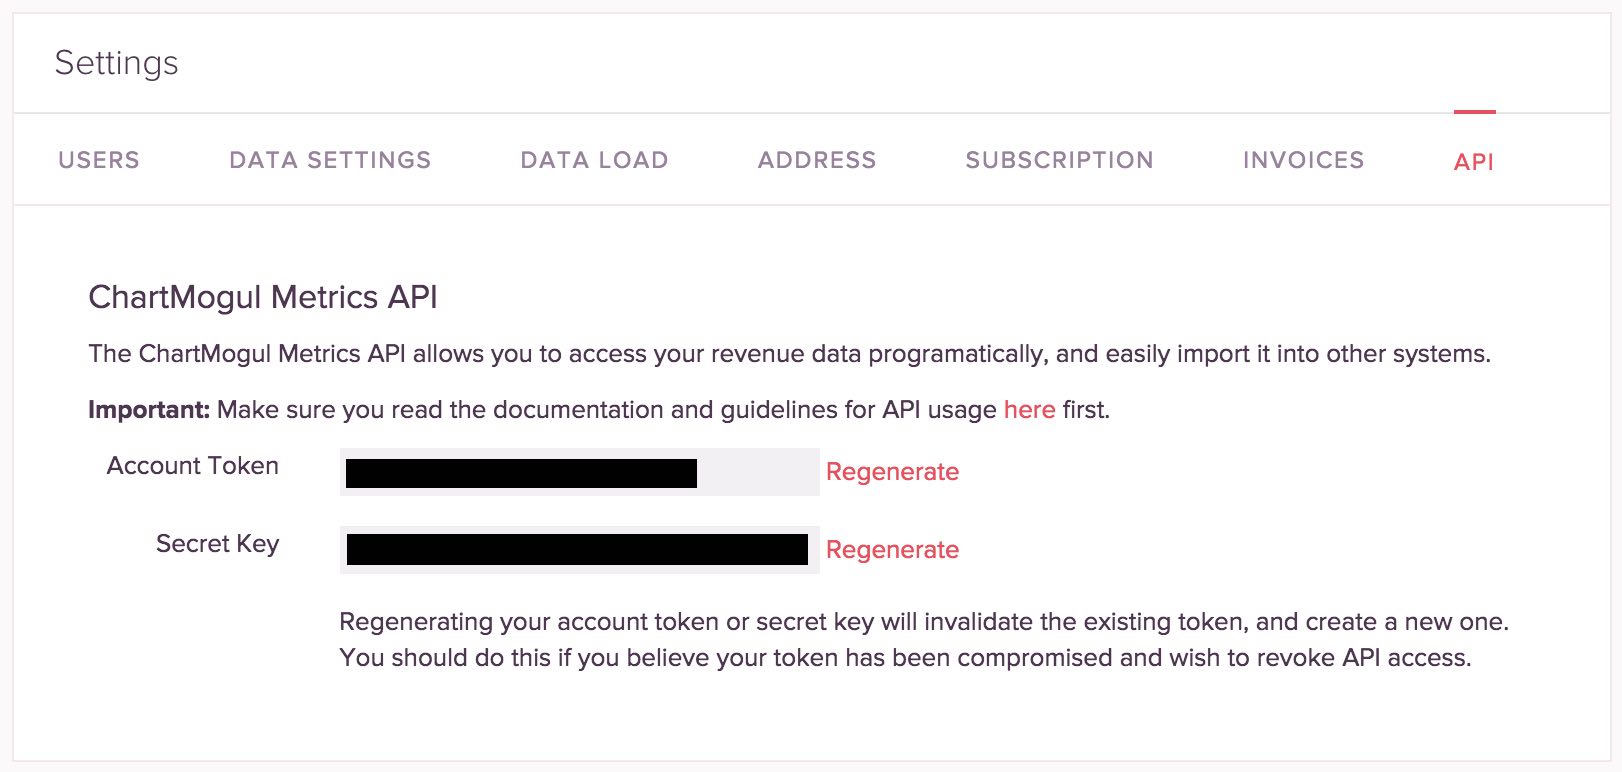 Settings
USERS DATA SETTINGS DATA LOAD ADDRESS SUBSCRIPTION INVOICES API
ChartMogul Metrics API
The ChartMogul Metrics API allows you to access your revenue data programatically, and easily import it into other systems.
Important: Make sure you read the documentation and guidelines for API usage here first.
Account Token Regenerate
Secret Key Regenerate
Regenerating your account token or secret key will invalidate the existing token, and create a new one.
You should do this if you believe your token has been compromised and wish to revoke API access.